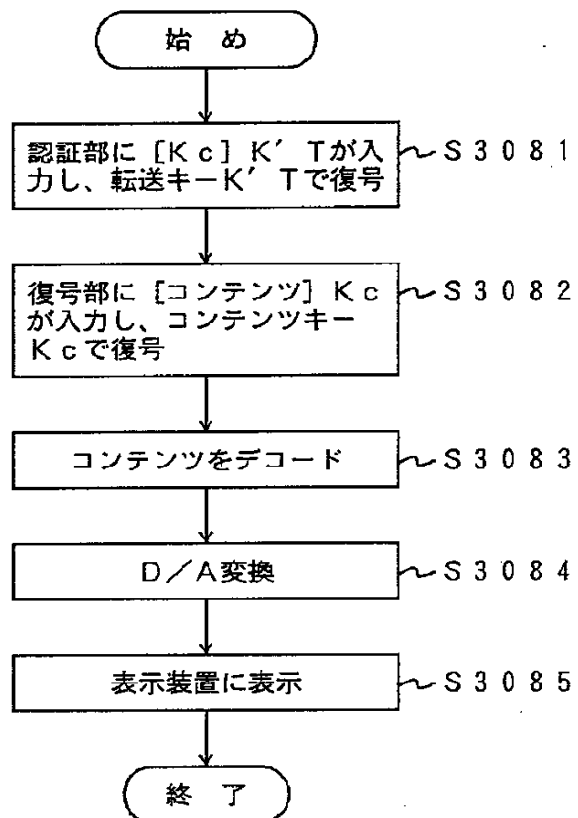 始 め
認証部に［Ｋｃ］Ｋ′Ｔが入
力し、転送キーＫ′Ｔで復号
Ｓ３０８１
復号部に［コンテンツ］Ｋｃ
が入力し、コンテンツキー
Ｋｃで復号
Ｓ３０８２
コンテンツをデコード
Ｓ３０８３
Ｄ／Ａ変換
Ｓ３０８４
表示装置に表示
Ｓ３０８５
終 了